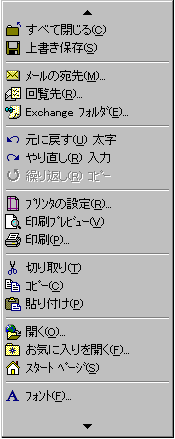 すべて閉じる(C)
上書き保存(S)
メールの宛先(M)...
回覧先(R)...
Exchange フォルダ(E)...
元に戻す(U) 太字
やり直し(R) 入力
繰り返し(R) コピー
プリンタの設定(R)...
印刷プレビュー(V)
印刷(P)...
切り取り(T)
コピー(C)
貼り付け(P)
開く(O)...
お気に入りを開く(F)...
スタート ページ(S)
フォント(F)...